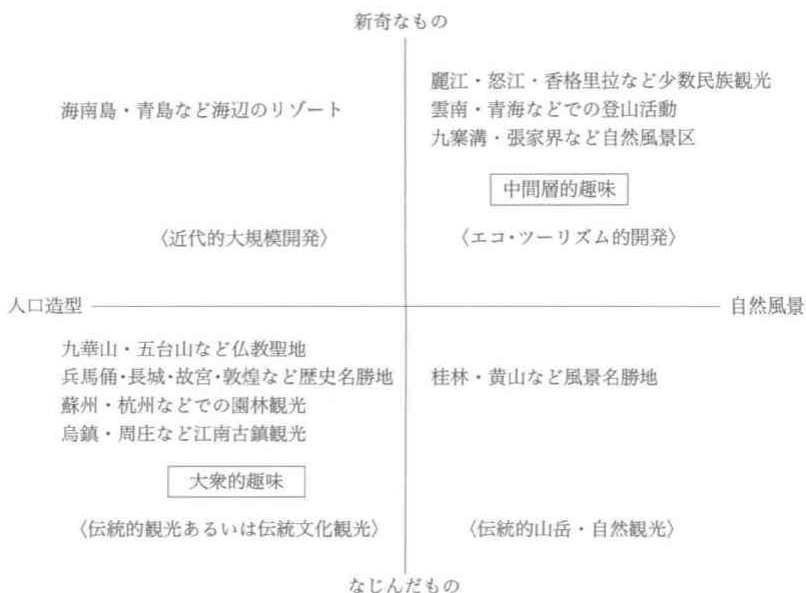 新奇なもの
海南島・青島など海辺のリゾート
麗江・怒江・香格里拉など少数民族観光
雲南・青海などでの登山活動
九寨溝・張家界など自然風景区
中間層的趣味
〈近代的大規模開発〉
〈エコ・ツーリズム的開発〉
人口造型
自然風景
九華山・五台山など仏教聖地
兵馬俑・長城・故宮・敦煌など歴史名勝地
蘇州・杭州などでの園林観光
烏鎮・周庄など江南古鎮観光
桂林・黄山など風景名勝地
大衆的趣味
〈伝統的観光あるいは伝統文化観光〉
〈伝統的山岳・自然観光〉
なじんだもの